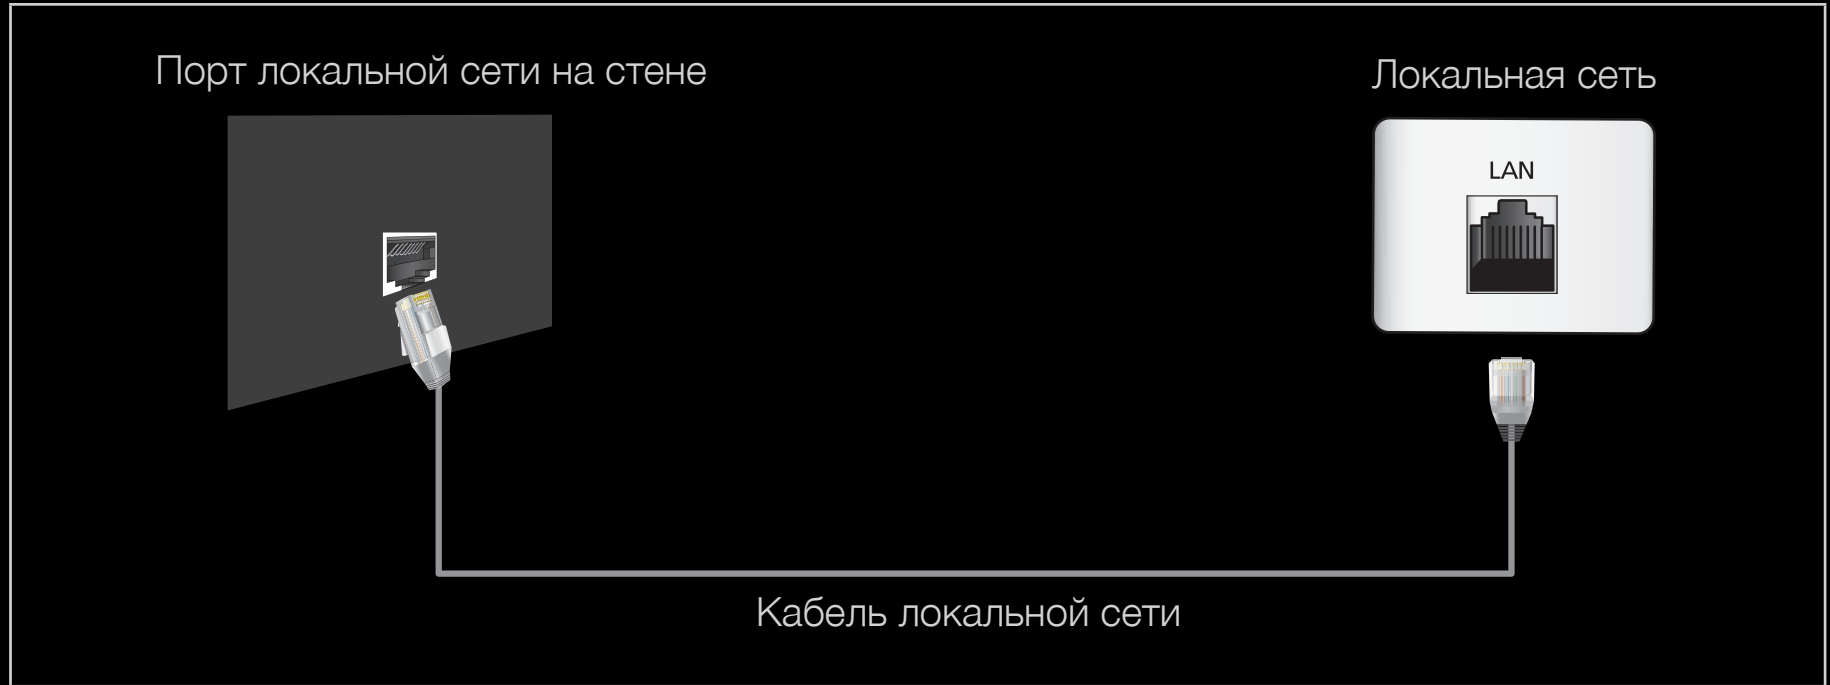 Порт локальной сети на стене
Локальная сеть
LAN
Кабель локальной сети